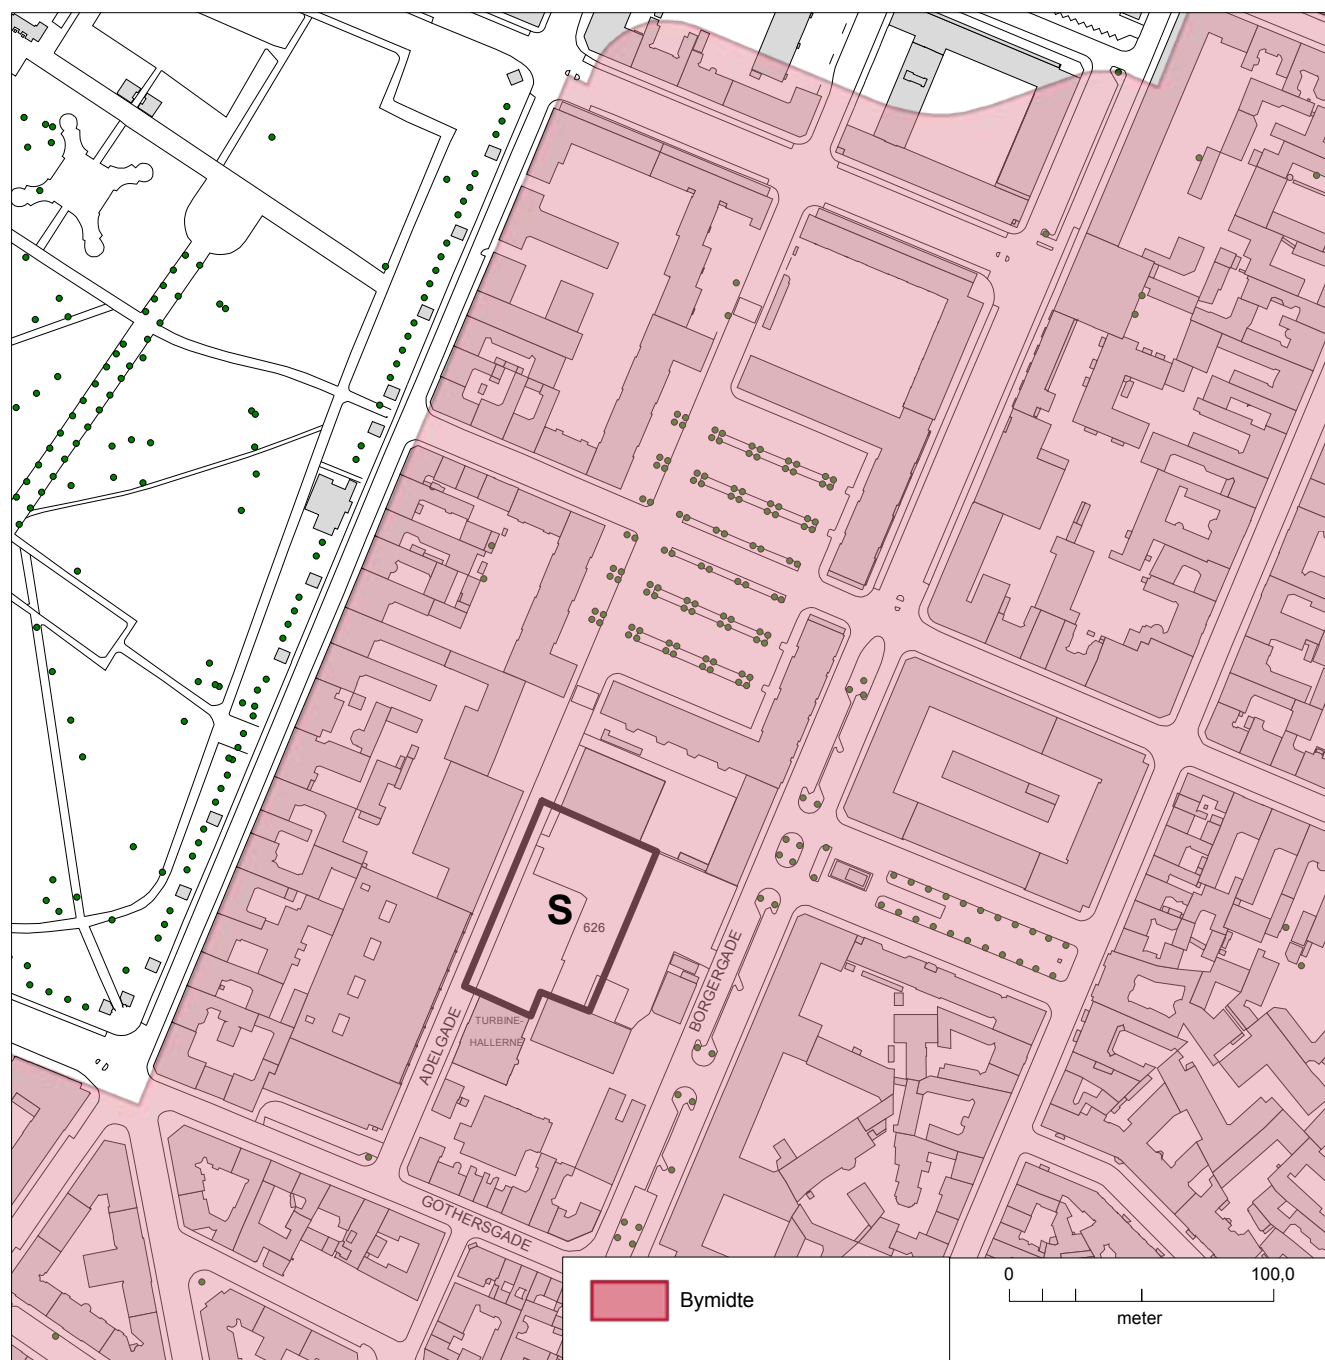 S
626
BORGERGADE
TURBINE-
HALLERNE
ADELGADE
GOTHERSGADE
Bymidte
0 100,0
meter